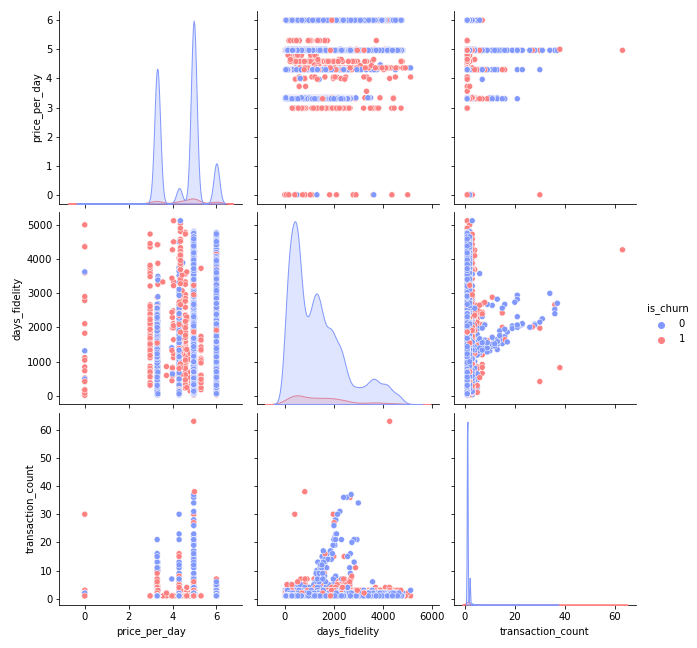 6
5
4
3
2
1
0
price_per_day
5000
4000
3000
2000
1000
0
days_fidelity
is_churn
0
1
60
50
40
30
20
10
0
transaction_count
0 2 4 6
price_per_day
0 2000 4000 6000
days_fidelity
0 20 40 60
transaction_count